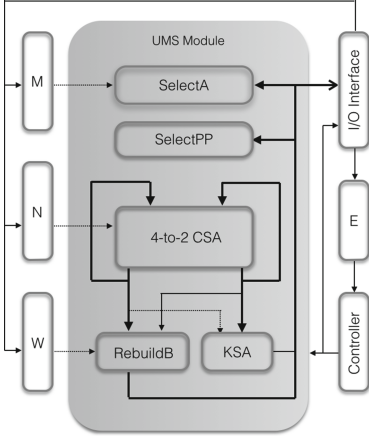 UMS Module
M
SelectA
I/O Interface
SelectPP
N
4-to-2 CSA
E
W
RebuildB
KSA
Controller